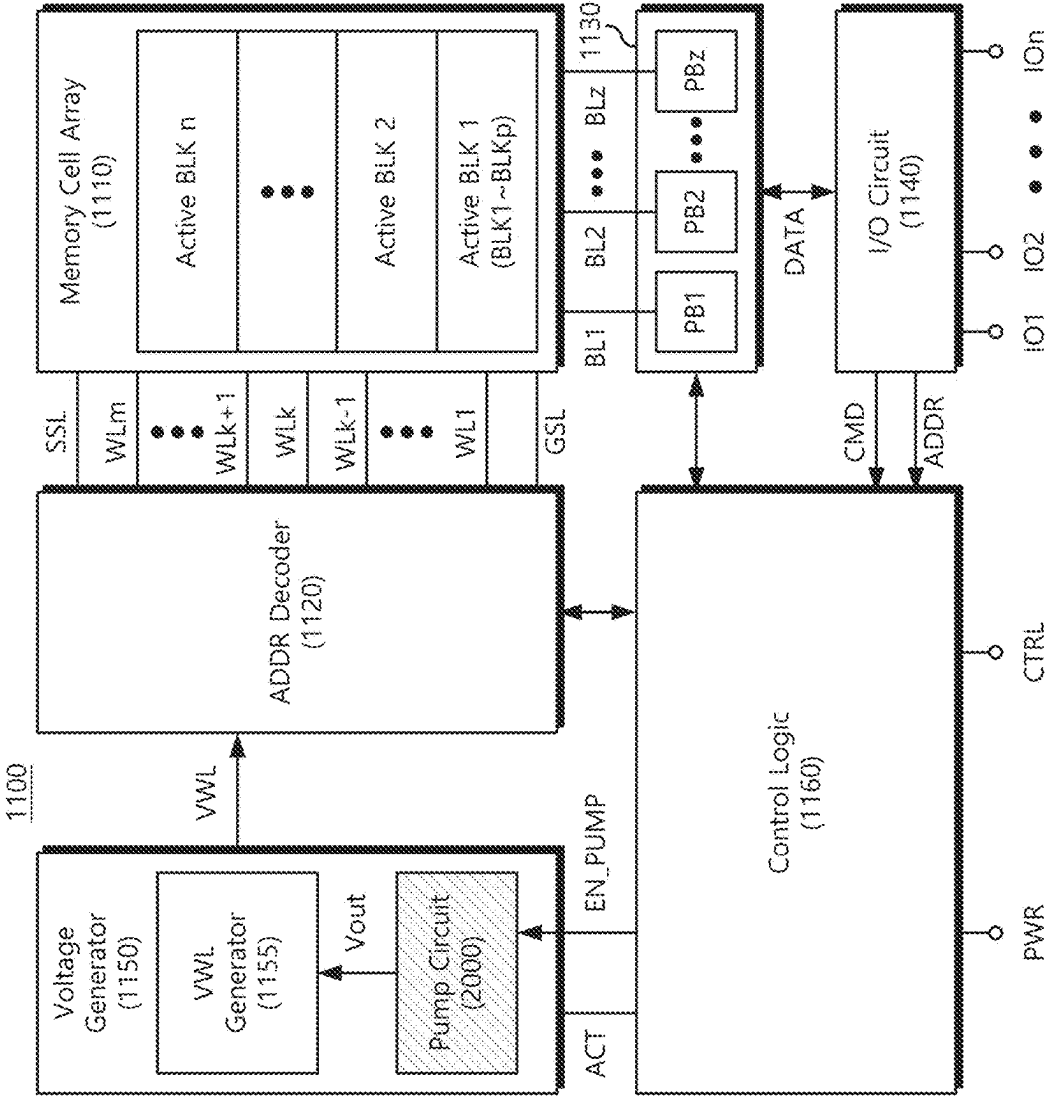 1100
Voltage
Generator
(1150)
VWL
Generator
(1155)
Vout
Pump Circuit
(2000)
VWL
ADDR Decoder
(1120)
SSL
WLm
WLk+1
WLk
WLk-1
WL1
GSL
Memory Cell Array
(1110)
Active BLK n
Active BLK 2
Active BLK 1
(BLK1~BLKp)
ACT
EN_PUMP
BL1
BL2
BLz
1130
PB1
PB2
PBz
Control Logic
(1160)
DATA
CMD
ADDR
I/O Circuit
(1140)
PWR
CTRL
IO1
IO2
IOn